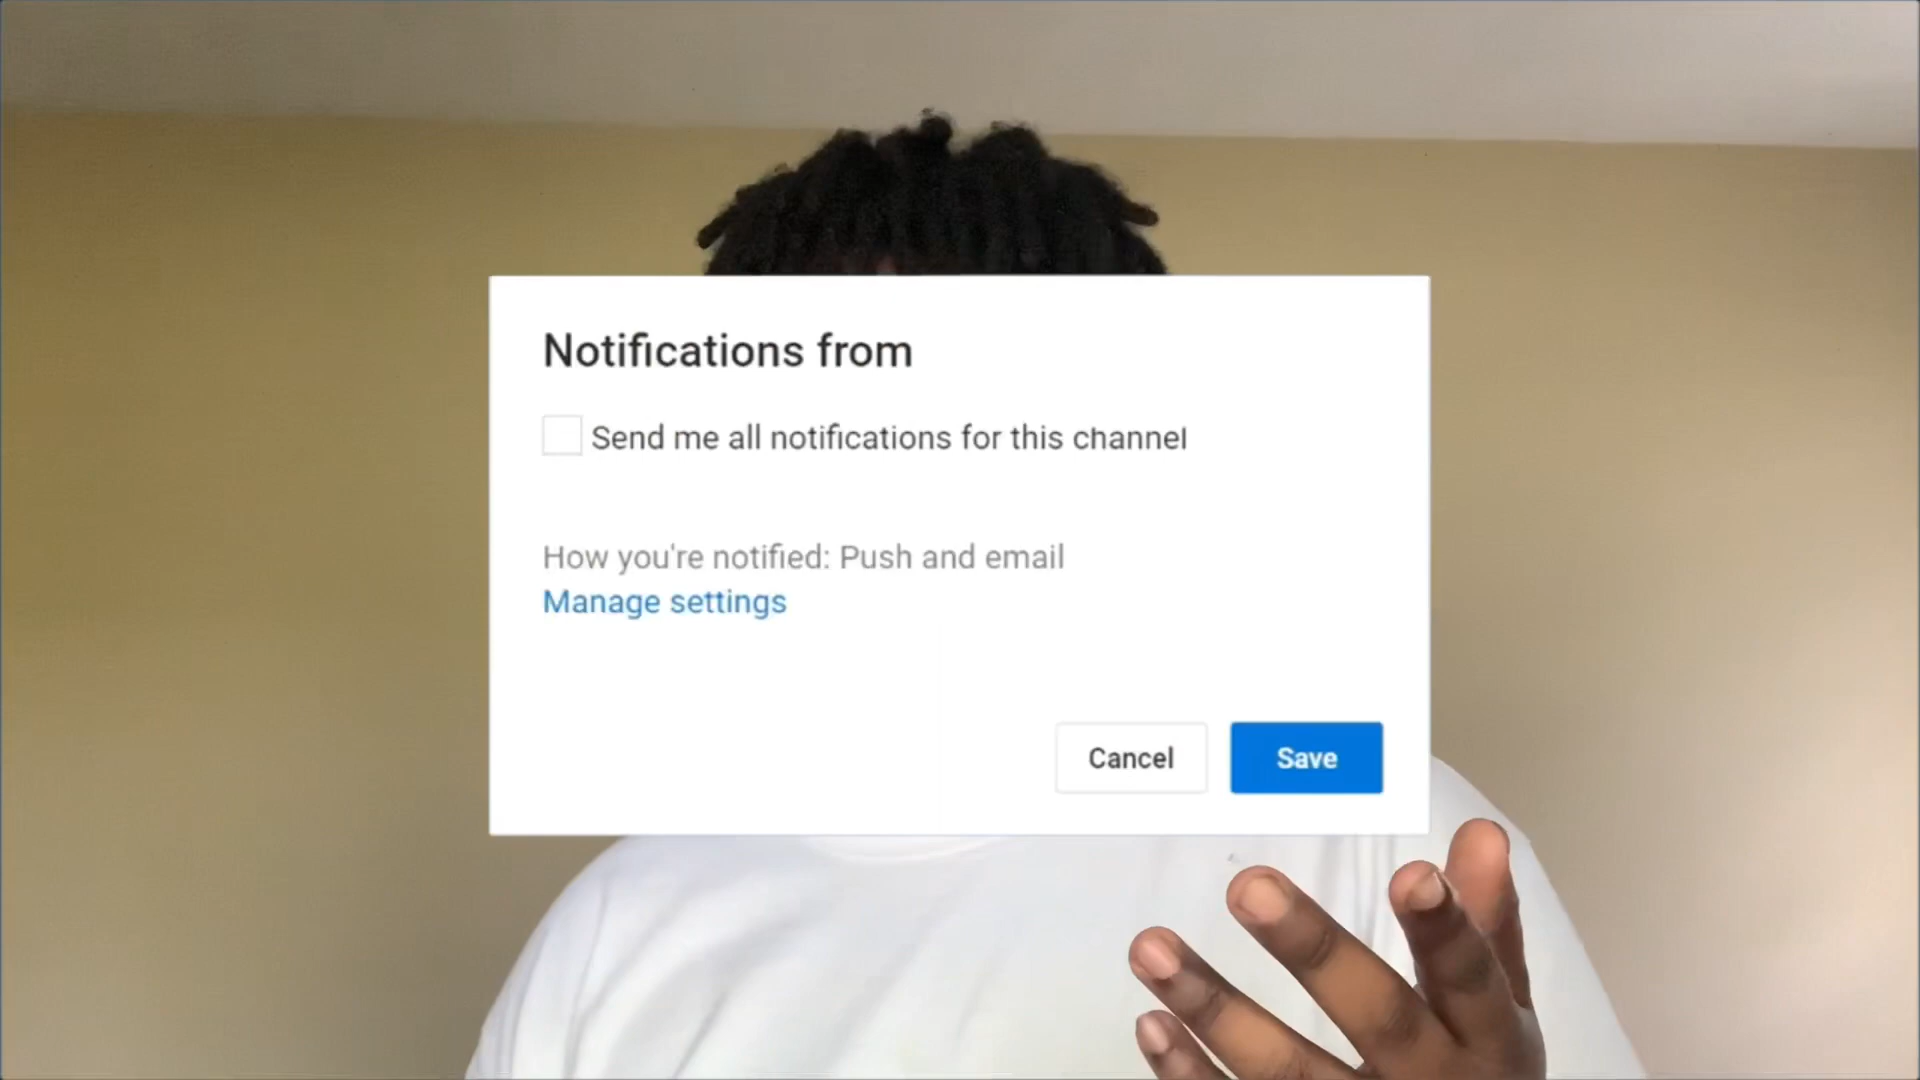 Notifications from
Send me all notifications for this channel
How you're notified: Push and email
Manage settings
Cancel
Save